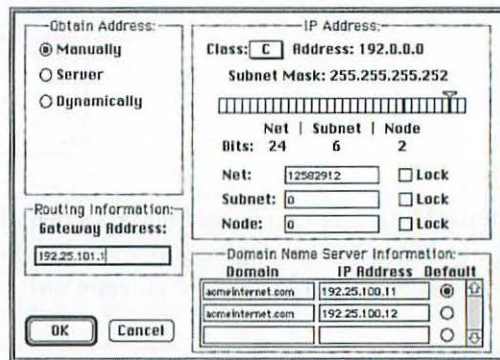 Obtain Address:
Manually
Server
Dynamically
Routing Information:
Gateway Address:
192.25.101.1
OK
Cancel
IP Address:
Class: C Address: 192.0.0.0
Subnet Mask: 255.255.255.252
Net | Subnet | Node
Bits: 24 6 2
Net: 12582912 Lock
Subnet: 0 Lock
Node: 0 Lock
Domain Name Server Information:
Domain IP Address Default
acmeinternet.com 192.25.100.11
acmeinternet.com 192.25.100.12